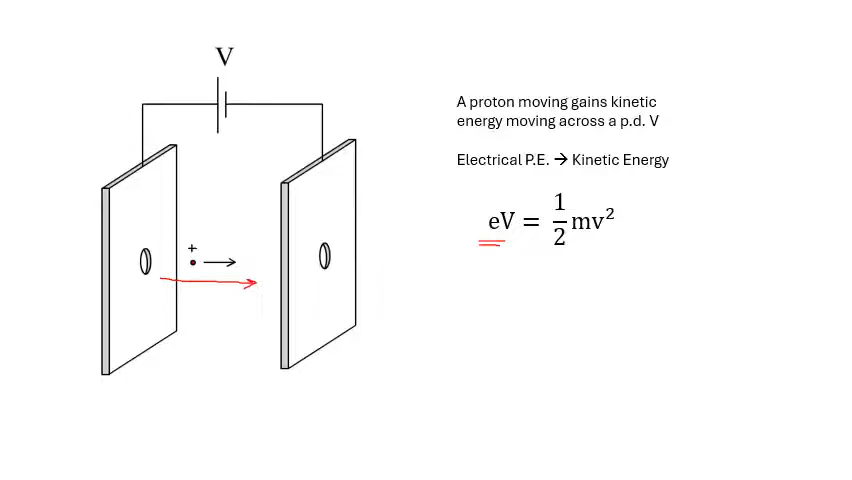 V
A proton moving gains kinetic
energy moving across a p.d. V
Electrical P.E. → Kinetic Energy
eV = 1/2 mv²
+